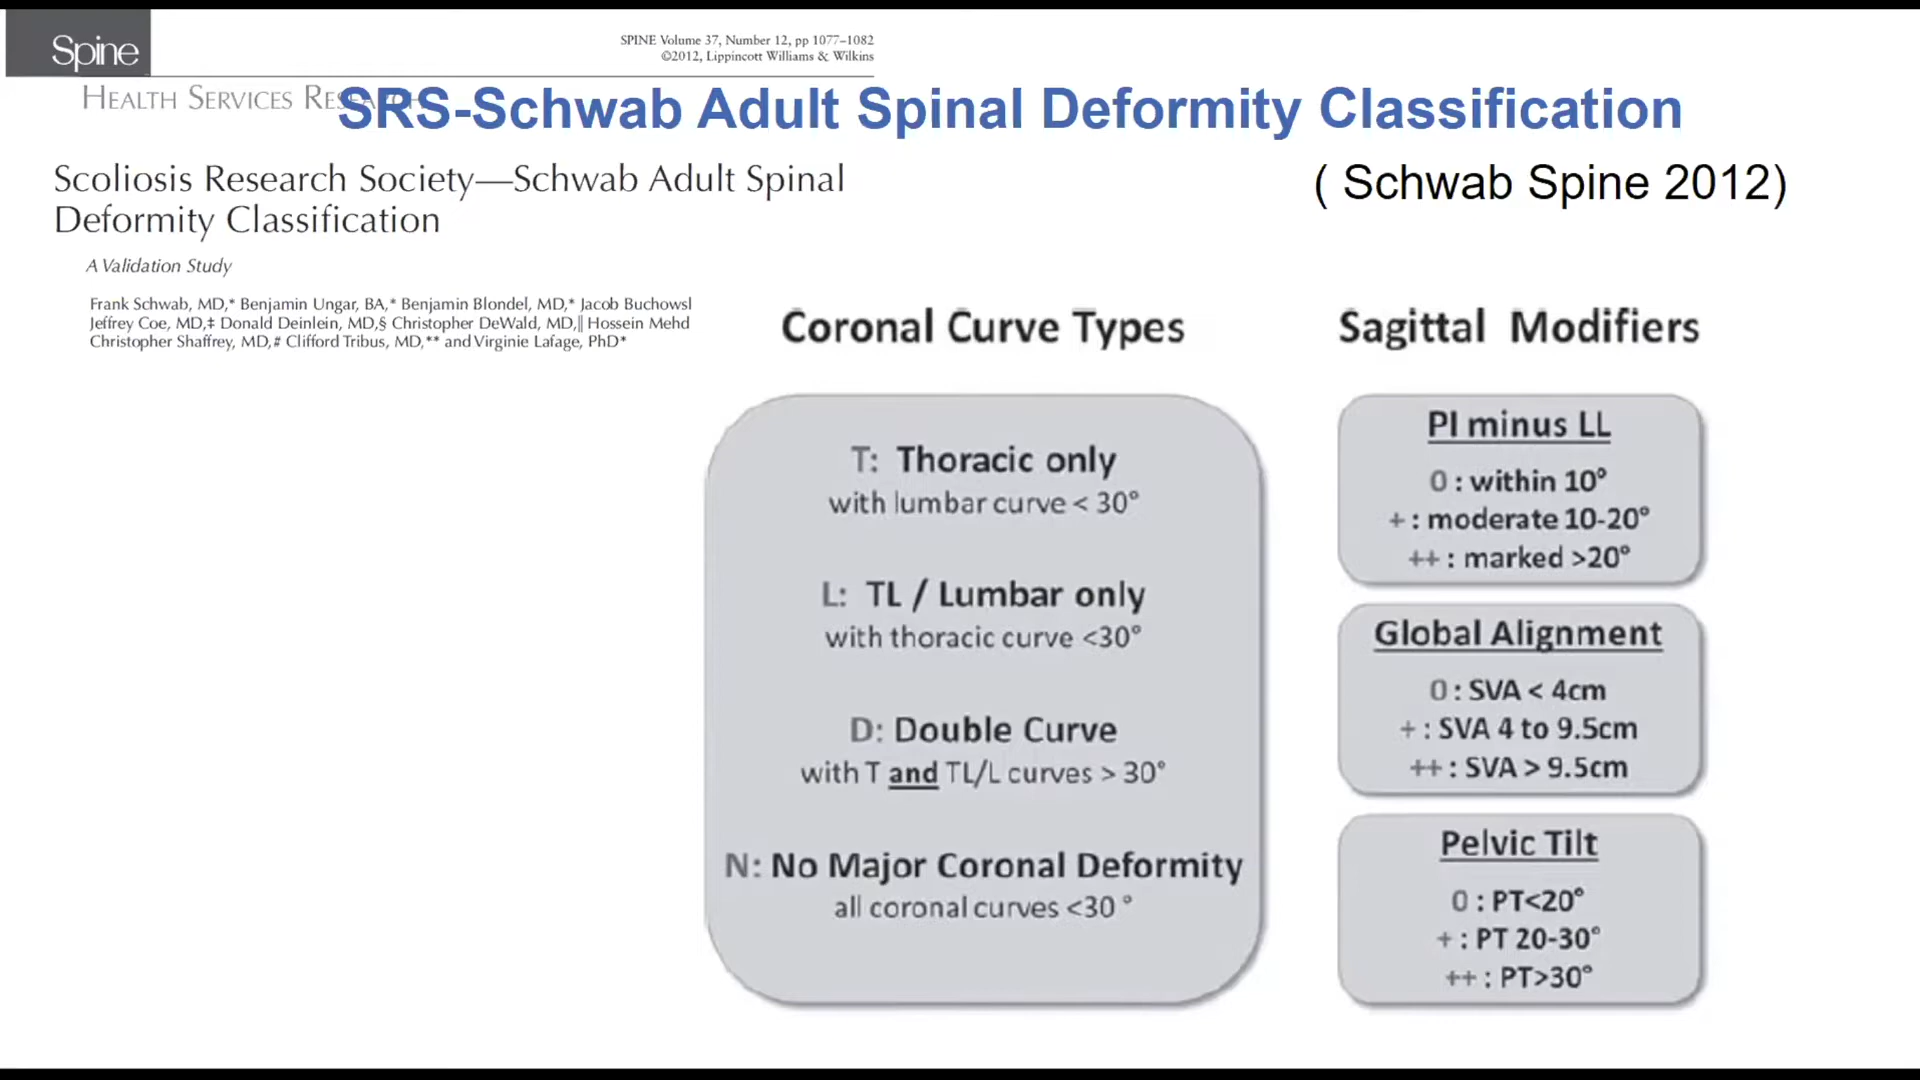 Spine
SPINE Volume 37, Number 12, pp 1077–1082
©2012, Lippincott Williams & Wilkins
HEALTH SERVICES RESEARCH
SRS-Schwab Adult Spinal Deformity Classification
Scoliosis Research Society—Schwab Adult Spinal
Deformity Classification
( Schwab Spine 2012)
A Validation Study
Frank Schwab, MD,* Benjamin Ungar, BA,* Benjamin Blondel, MD,* Jacob Buchowsl
Jeffrey Coe, MD,‡ Donald Deinlein, MD,§ Christopher DeWald, MD,|| Hossein Mehd
Christopher Shaffrey, MD,# Clifford Tribus, MD,** and Virginie Lafage, PhD*
Coronal Curve Types
T: Thoracic only
with lumbar curve < 30°
L: TL / Lumbar only
with thoracic curve <30°
D: Double Curve
with T and TL/L curves > 30°
N: No Major Coronal Deformity
all coronal curves <30 °
Sagittal Modifiers
PI minus LL
0 : within 10°
+ : moderate 10-20°
++ : marked >20°
Global Alignment
0 : SVA < 4cm
+ : SVA 4 to 9.5cm
++ : SVA > 9.5cm
Pelvic Tilt
0 : PT<20°
+ : PT 20-30°
++ : PT>30°